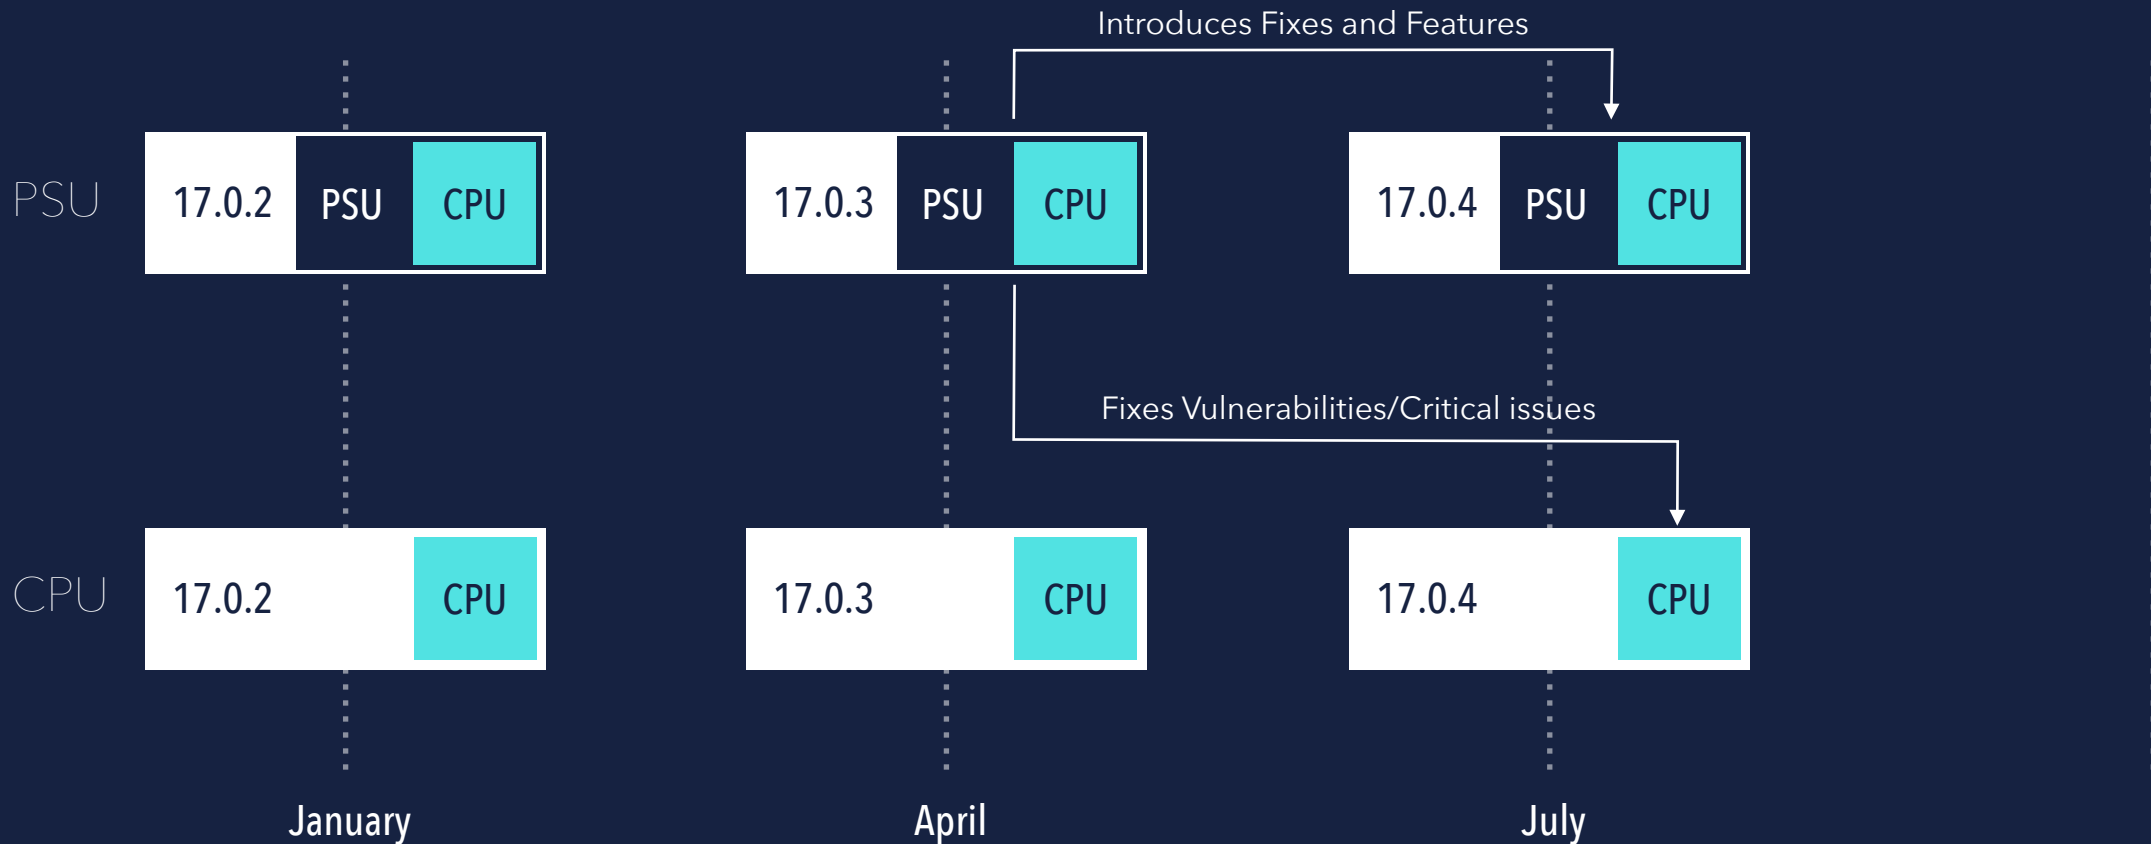 Introduces Fixes and Features
PSU
17.0.2 PSU CPU
17.0.3 PSU CPU
17.0.4 PSU CPU
Fixes Vulnerabilities/Critical issues
CPU
17.0.2 CPU
17.0.3 CPU
17.0.4 CPU
January
April
July